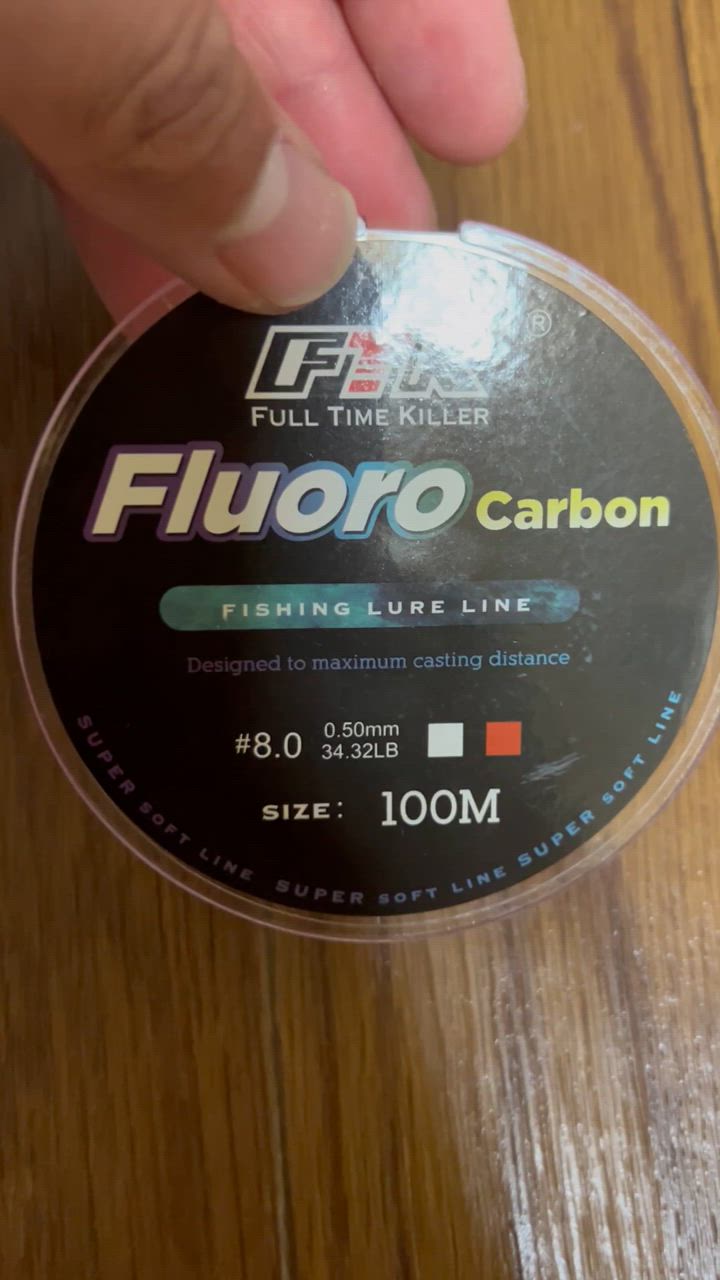 ®
FTK
FULL TIME KILLER
Fluoro Carbon
FISHING LURE LINE
Designed to maximum casting distance
#8.0 0.50mm
34.32LB
SIZE: 100M
SUPER SOFT LINE SUPER SOFT LINE SUPER SOFT LINE